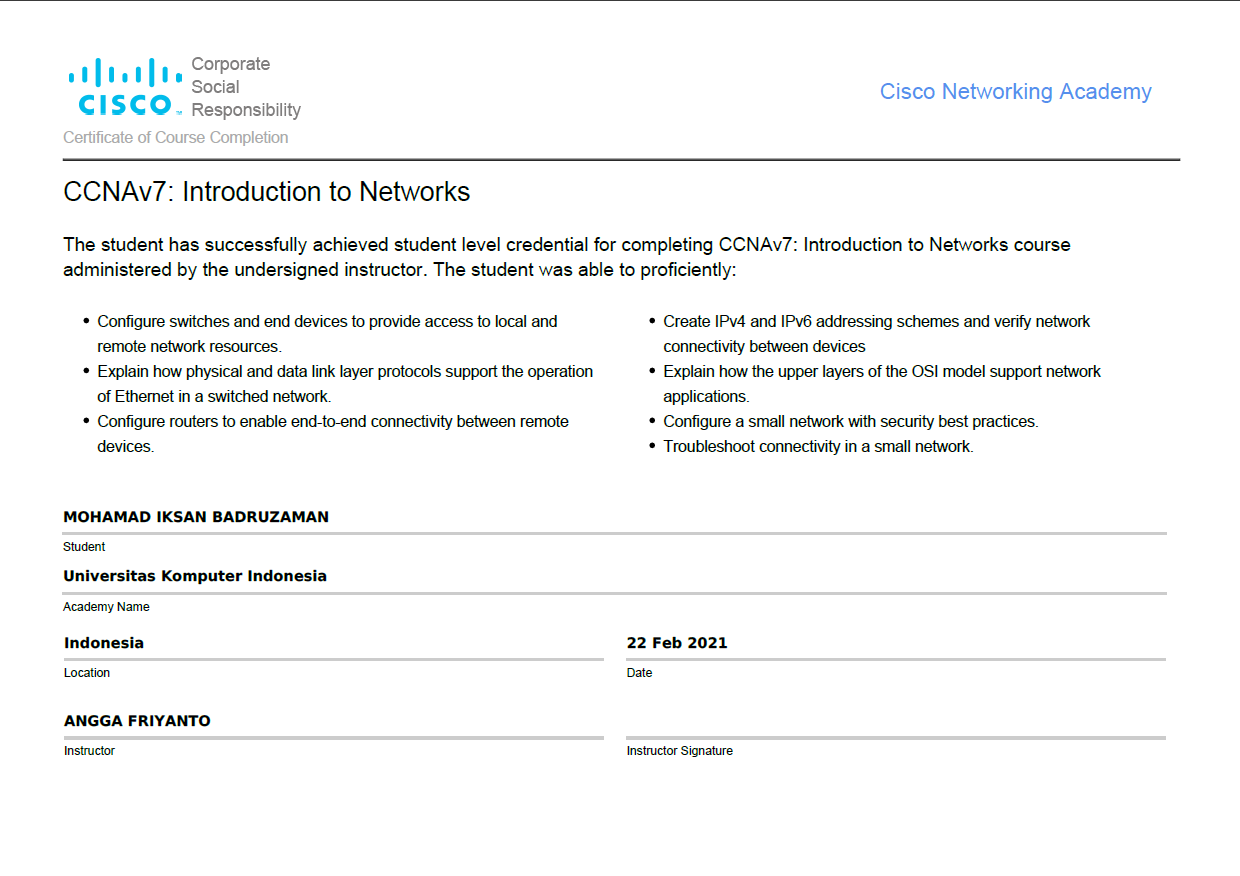 Corporate
Social
Responsibility
CISCO
Certificate of Course Completion
Cisco Networking Academy
CCNAv7: Introduction to Networks
The student has successfully achieved student level credential for completing CCNAv7: Introduction to Networks course
administered by the undersigned instructor. The student was able to proficiently:
• Configure switches and end devices to provide access to local and
remote network resources.
• Explain how physical and data link layer protocols support the operation
of Ethernet in a switched network.
• Configure routers to enable end-to-end connectivity between remote
devices.
• Create IPv4 and IPv6 addressing schemes and verify network
connectivity between devices
• Explain how the upper layers of the OSI model support network
applications.
• Configure a small network with security best practices.
• Troubleshoot connectivity in a small network.
MOHAMAD IKSAN BADRUZAMAN
Student
Universitas Komputer Indonesia
Academy Name
Indonesia
Location
22 Feb 2021
Date
ANGGA FRIYANTO
Instructor
Instructor Signature